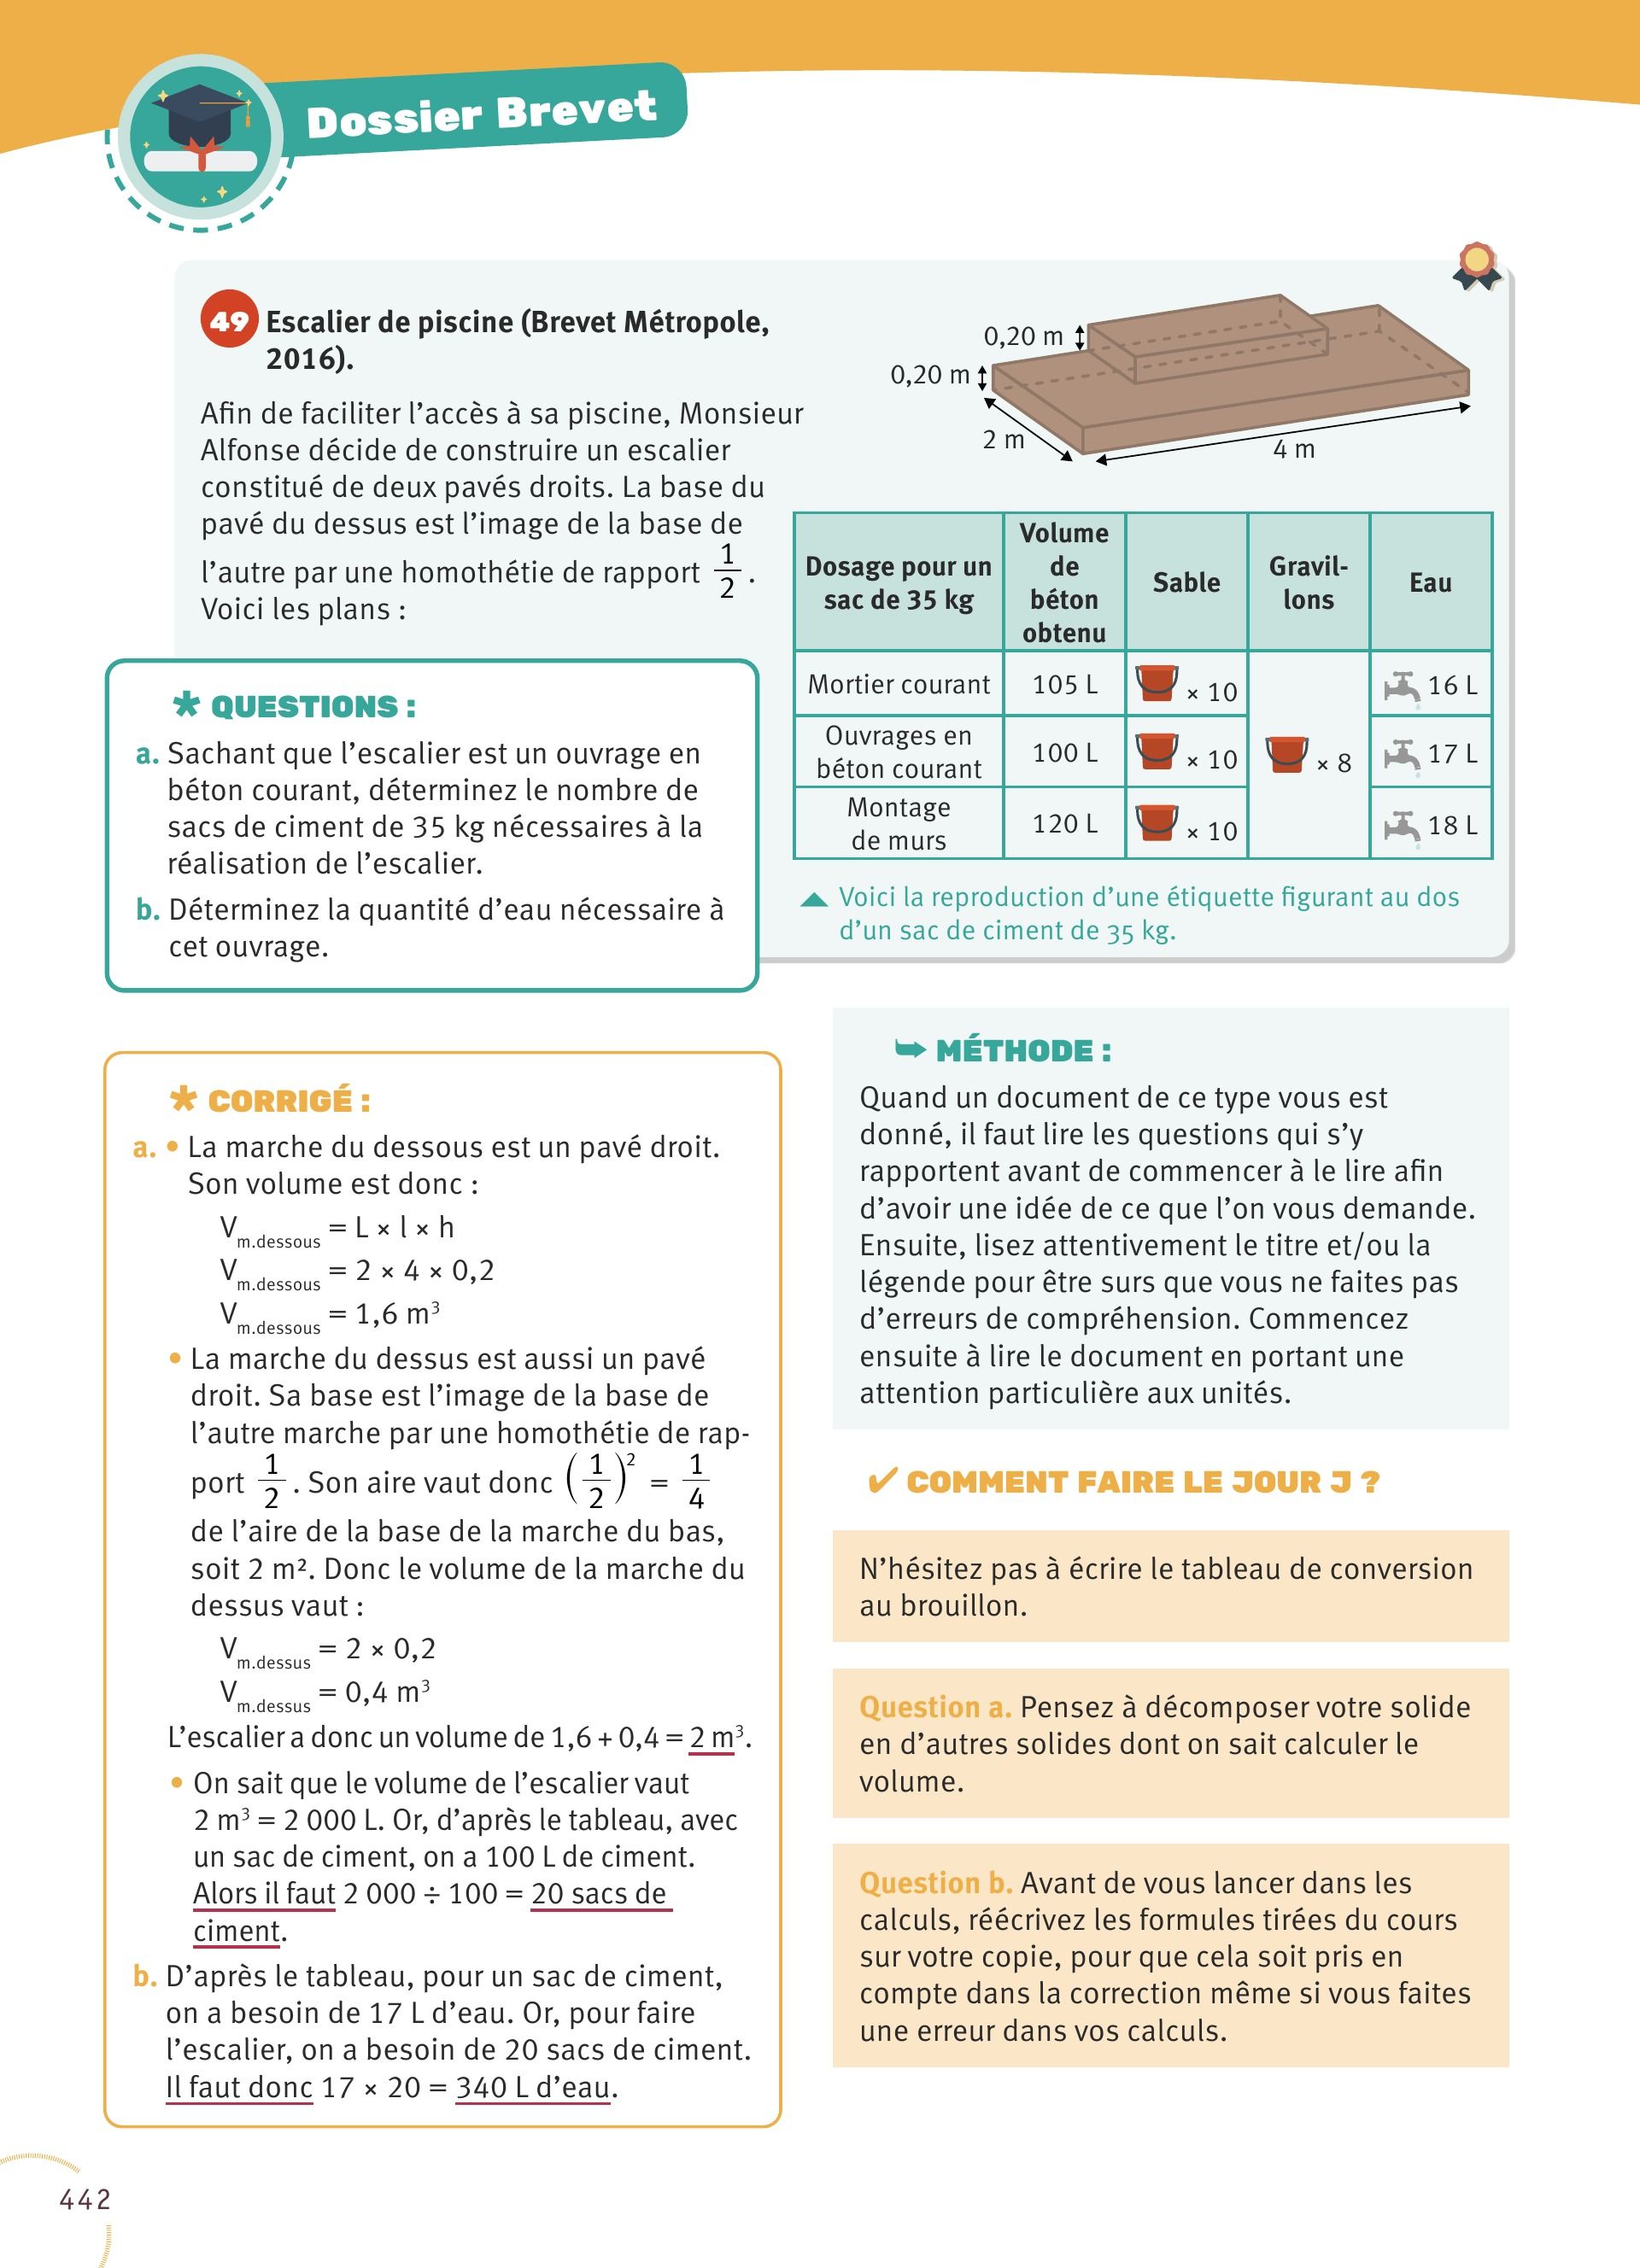 Dossier Brevet
49 Escalier de piscine (Brevet Métropole,
2016).
Afin de faciliter l'accès à sa piscine, Monsieur
Alfonse décide de construire un escalier
constitué de deux pavés droits. La base du
pavé du dessus est l'image de la base de
l'autre par une homothétie de rapport 1/2.
Voici les plans :
0,20 m
0,20 m
2 m
4 m
Dosage pour un sac de 35 kg | Volume de béton obtenu | Sable | Gravil-lons | Eau
Mortier courant | 105 L | × 10 | × 8 | 16 L
Ouvrages en béton courant | 100 L | × 10 | 17 L
Montage de murs | 120 L | × 10 | 18 L
Voici la reproduction d'une étiquette figurant au dos
d'un sac de ciment de 35 kg.
* QUESTIONS :
a. Sachant que l'escalier est un ouvrage en
béton courant, déterminez le nombre de
sacs de ciment de 35 kg nécessaires à la
réalisation de l'escalier.
b. Déterminez la quantité d'eau nécessaire à
cet ouvrage.
* CORRIGÉ :
a. • La marche du dessous est un pavé droit.
Son volume est donc :
V m.dessous = L × l × h
V m.dessous = 2 × 4 × 0,2
V m.dessous = 1,6 m³
• La marche du dessus est aussi un pavé
droit. Sa base est l'image de la base de
l'autre marche par une homothétie de rap-
port 1/2. Son aire vaut donc (1/2)² = 1/4
de l'aire de la base de la marche du bas,
soit 2 m². Donc le volume de la marche du
dessus vaut :
V m.dessus = 2 × 0,2
V m.dessus = 0,4 m³
L'escalier a donc un volume de 1,6 + 0,4 = 2 m³.
• On sait que le volume de l'escalier vaut
2 m³ = 2 000 L. Or, d'après le tableau, avec
un sac de ciment, on a 100 L de ciment.
Alors il faut 2 000 ÷ 100 = 20 sacs de
ciment.
b. D'après le tableau, pour un sac de ciment,
on a besoin de 17 L d'eau. Or, pour faire
l'escalier, on a besoin de 20 sacs de ciment.
Il faut donc 17 × 20 = 340 L d'eau.
MÉTHODE :
Quand un document de ce type vous est
donné, il faut lire les questions qui s'y
rapportent avant de commencer à le lire afin
d'avoir une idée de ce que l'on vous demande.
Ensuite, lisez attentivement le titre et/ou la
légende pour être surs que vous ne faites pas
d'erreurs de compréhension. Commencez
ensuite à lire le document en portant une
attention particulière aux unités.
✓ COMMENT FAIRE LE JOUR J ?
N'hésitez pas à écrire le tableau de conversion
au brouillon.
Question a. Pensez à décomposer votre solide
en d'autres solides dont on sait calculer le
volume.
Question b. Avant de vous lancer dans les
calculs, réécrivez les formules tirées du cours
sur votre copie, pour que cela soit pris en
compte dans la correction même si vous faites
une erreur dans vos calculs.
442